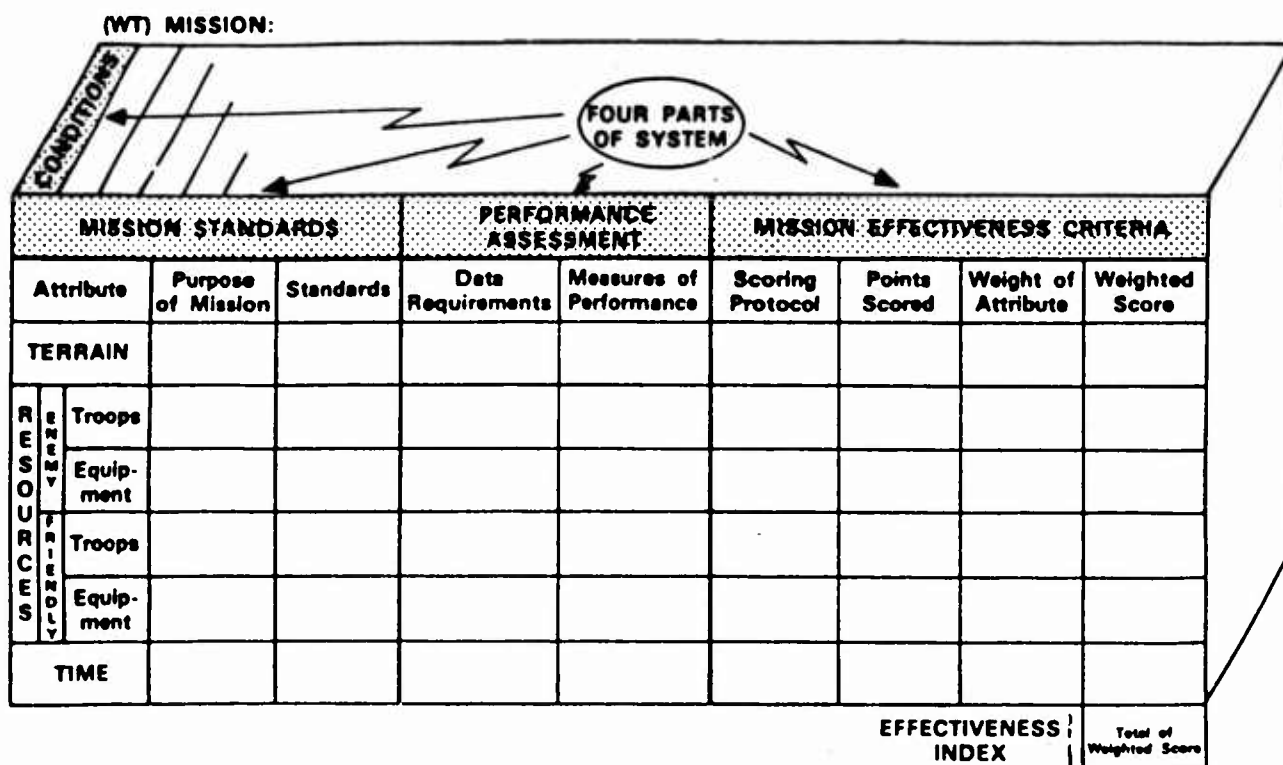 (WT) MISSION:
CONDITIONS
FOUR PARTS
OF SYSTEM
MISSION STANDARDS
PERFORMANCE
ASSESSMENT
MISSION EFFECTIVENESS CRITERIA
Attribute
Purpose
of Mission
Standards
Data
Requirements
Measures of
Performance
Scoring
Protocol
Points
Scored
Weight of
Attribute
Weighted
Score
TERRAIN
RESOURCES
ENEMY
Troops
Equip-
ment
FRIENDLY
Troops
Equip-
ment
TIME
EFFECTIVENESS
INDEX
Total of
Weighted Score